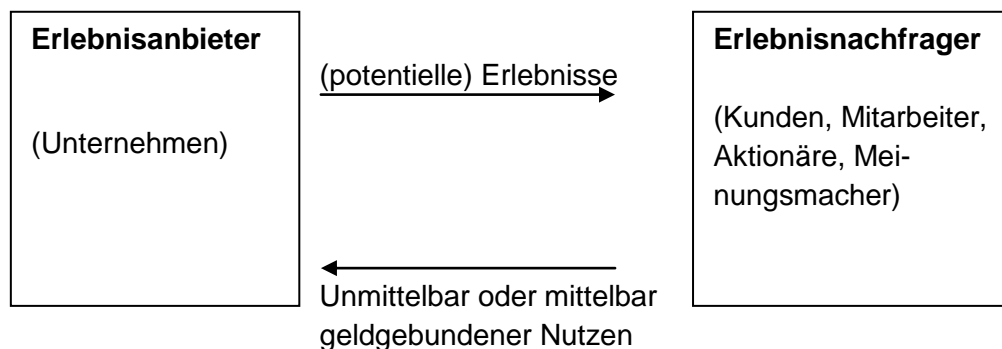 Erlebnisanbieter
(Unternehmen)
(potentielle) Erlebnisse
Unmittelbar oder mittelbar
geldgebundener Nutzen
Erlebnisnachfrager
(Kunden, Mitarbeiter,
Aktionäre, Mei-
nungsmacher)